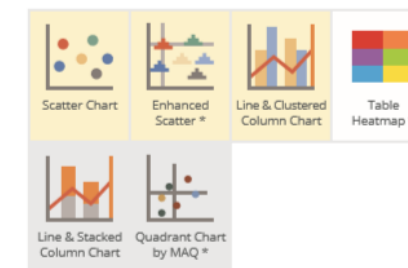 Scatter Chart
Enhanced
Scatter *
Line & Clustered
Column Chart
Table
Heatmap
Line & Stacked
Column Chart
Quadrant Chart
by MAQ *